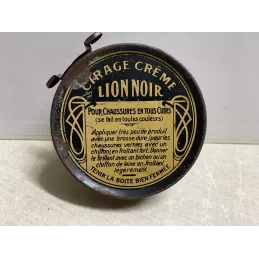 CIRAGE CRÈME
LION NOIR
POUR CHAUSSURES EN TOUS CUIRS
(se fait en toutes couleurs)
Appliquer très peu de produit
avec une brosse dure /pour les
chaussures vernies avec un
chiffon/ en frottant fort. Donner
le brillant avec un bichon ou un
chiffon de laine en frottant
légèrement
TENIR LA BOITE BIEN FERMÉE